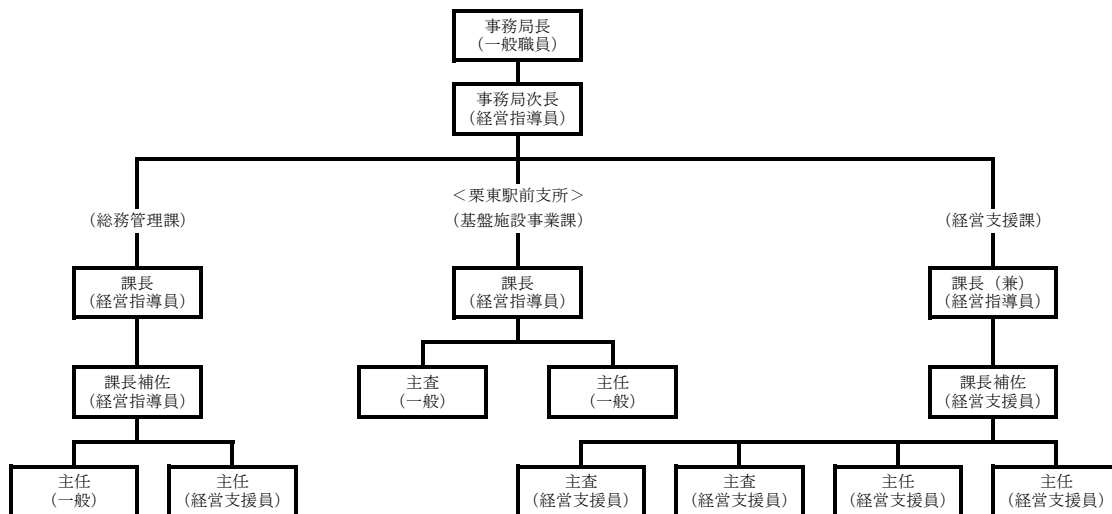 事務局長
（一般職員）
事務局次長
（経営指導員）
＜栗東駅前支所＞
（総務管理課）
（基盤施設事業課）
（経営支援課）
課長
（経営指導員）
課長
（経営指導員）
課長（兼）
（経営指導員）
課長補佐
（経営指導員）
主査
（一般）
主任
（一般）
課長補佐
（経営支援員）
主任
（一般）
主任
（経営支援員）
主査
（経営支援員）
主査
（経営支援員）
主任
（経営支援員）
主任
（経営支援員）